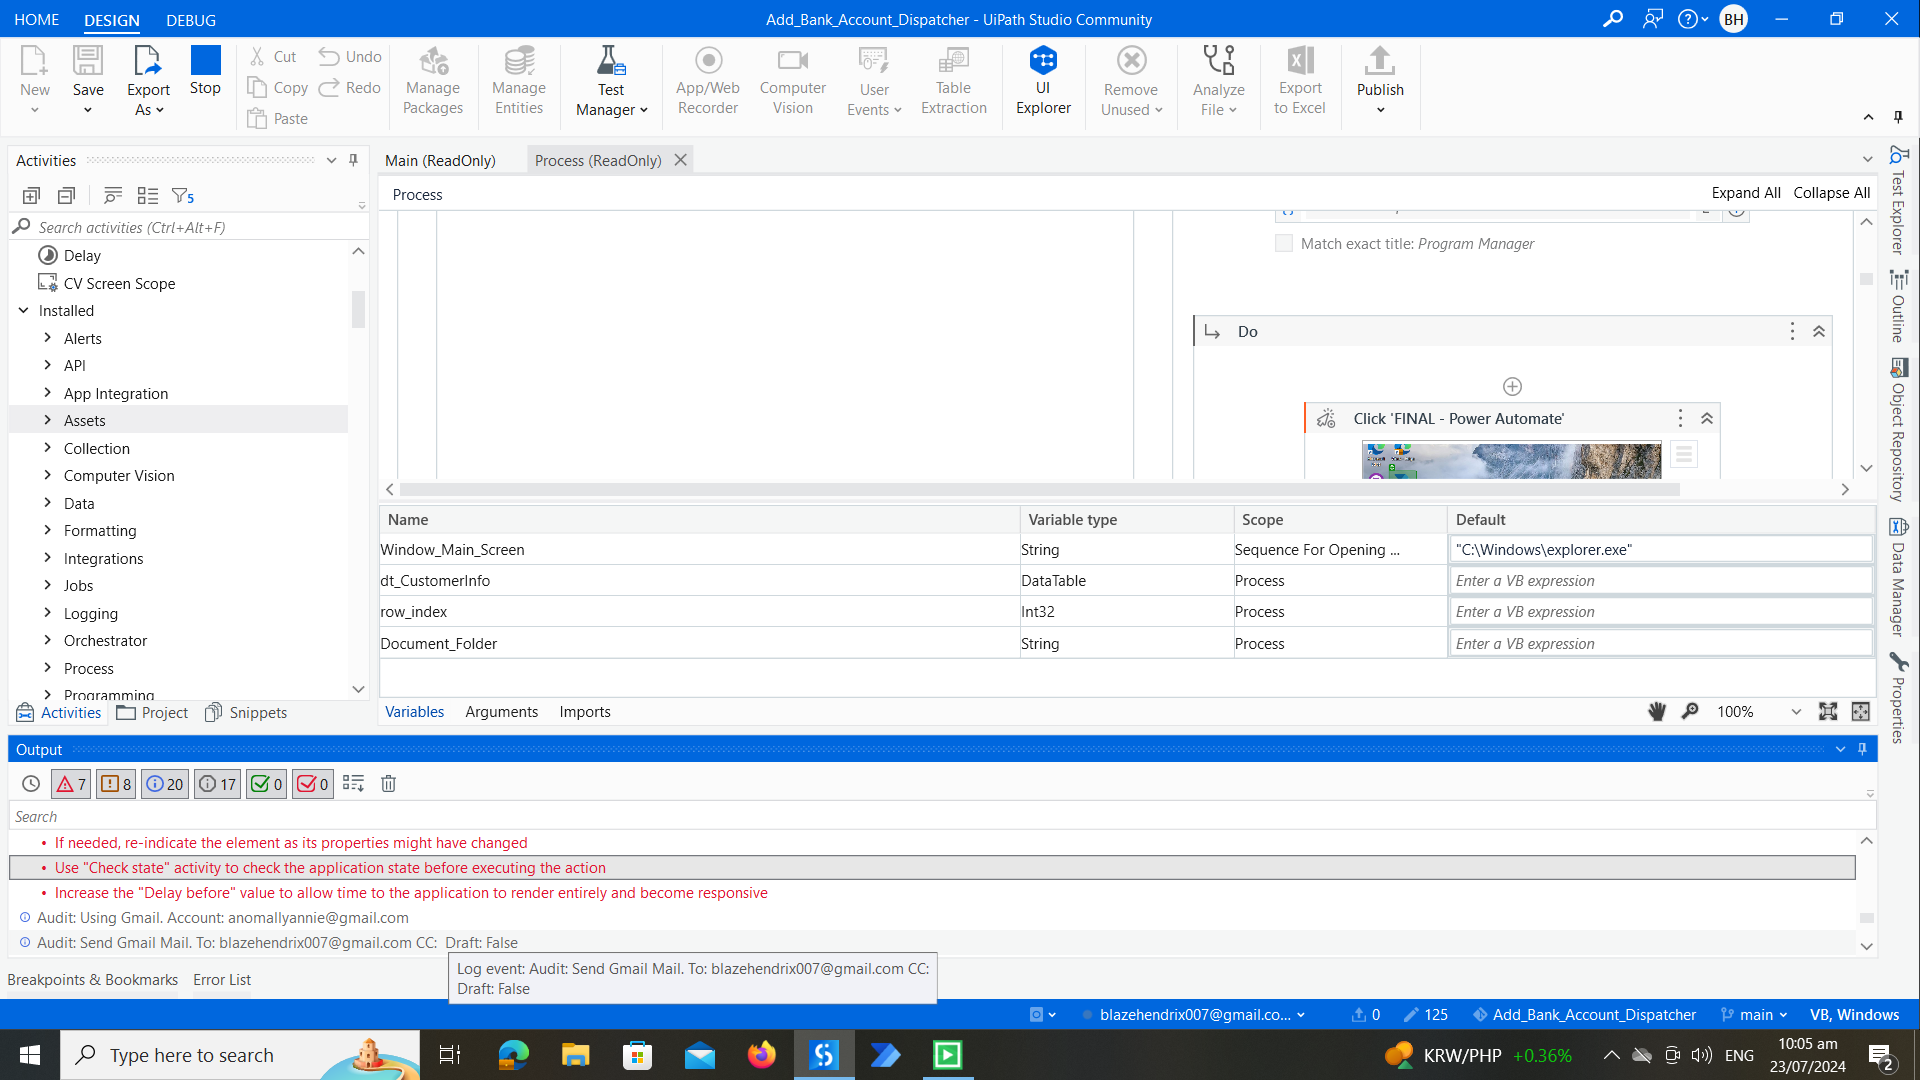 HOME
DESIGN
DEBUG
Add_Bank_Account_Dispatcher - UiPath Studio Community
BH
New
Save
Export As
Stop
Cut
Copy
Paste
Undo
Redo
Manage Packages
Manage Entities
Test Manager
App/Web Recorder
Computer Vision
User Events
Table Extraction
UI Explorer
Remove Unused
Analyze File
Export to Excel
Publish
Activities
5
Search activities (Ctrl+Alt+F)
Delay
CV Screen Scope
Installed
Alerts
API
App Integration
Assets
Collection
Computer Vision
Data
Formatting
Integrations
Jobs
Logging
Orchestrator
Process
Programming
Activities
Project
Snippets
Main (ReadOnly)
Process (ReadOnly)
Process
Expand All
Collapse All
Match exact title: Program Manager
Do
Click 'FINAL - Power Automate'
Name Variable type Scope Default
Window_Main_Screen String Sequence For Opening ... "C:\Windows\explorer.exe"
dt_CustomerInfo DataTable Process Enter a VB expression
row_index Int32 Process Enter a VB expression
Document_Folder String Process Enter a VB expression
Variables
Arguments
Imports
100%
Test Explorer
Outline
Object Repository
Data Manager
Properties
Output
7
8
20
17
0
0
Search
• If needed, re-indicate the element as its properties might have changed
• Use "Check state" activity to check the application state before executing the action
• Increase the "Delay before" value to allow time to the application to render entirely and become responsive
Audit: Using Gmail. Account: anomallyannie@gmail.com
Audit: Send Gmail Mail. To: blazehendrix007@gmail.com CC: Draft: False
Log event: Audit: Send Gmail Mail. To: blazehendrix007@gmail.com CC:
Draft: False
Breakpoints & Bookmarks
Error List
blazehendrix007@gmail.co...
0
125
Add_Bank_Account_Dispatcher
main
VB, Windows
Type here to search
KRW/PHP +0.36%
ENG
10:05 am
23/07/2024
2